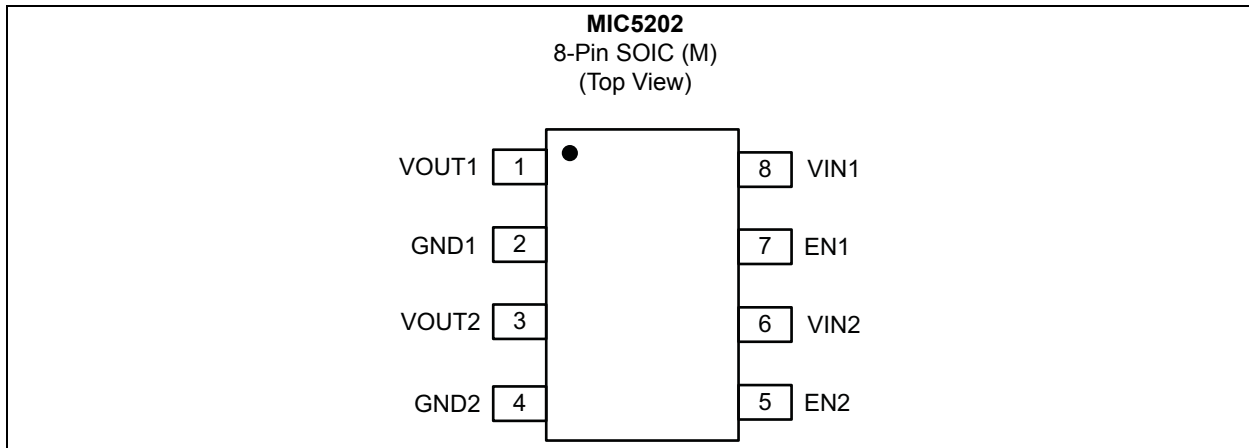 MIC5202
8-Pin SOIC (M)
(Top View)
VOUT1 1 8 VIN1
GND1 2 7 EN1
VOUT2 3 6 VIN2
GND2 4 5 EN2